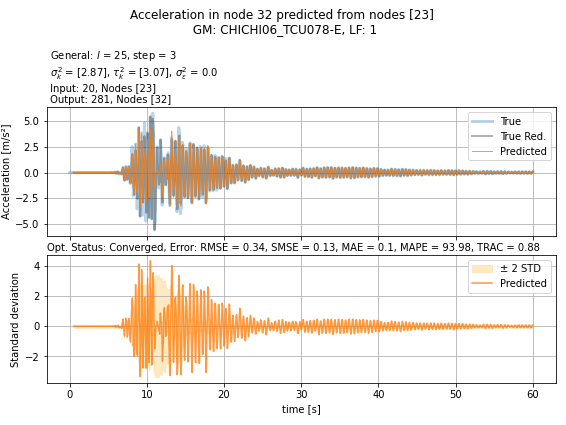 Acceleration in node 32 predicted from nodes [23]
GM: CHICHI06_TCU078-E, LF: 1
General: l = 25, step = 3
σ²ₖ = [2.87], τ²ₖ = [3.07], σ²ε = 0.0
Input: 20, Nodes [23]
Output: 281, Nodes [32]
Acceleration [m/s²]
5.0
2.5
0.0
−2.5
−5.0
True
True Red.
Predicted
Opt. Status: Converged, Error: RMSE = 0.34, SMSE = 0.13, MAE = 0.1, MAPE = 93.98, TRAC = 0.88
Standard deviation
4
2
0
−2
± 2 STD
Predicted
0 10 20 30 40 50 60
time [s]